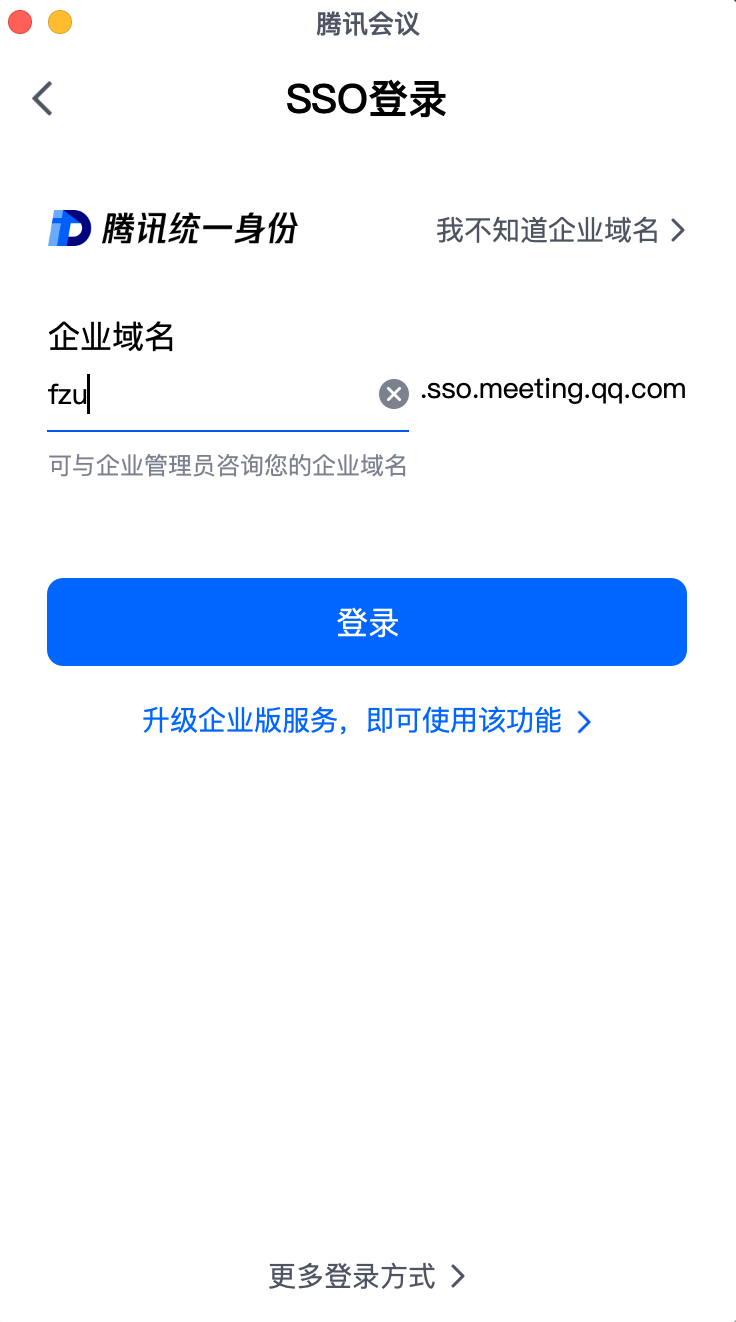 腾讯会议
SSO登录
腾讯统一身份
我不知道企业域名
企业域名
fzu
.sso.meeting.qq.com
可与企业管理员咨询您的企业域名
登录
升级企业版服务，即可使用该功能
更多登录方式